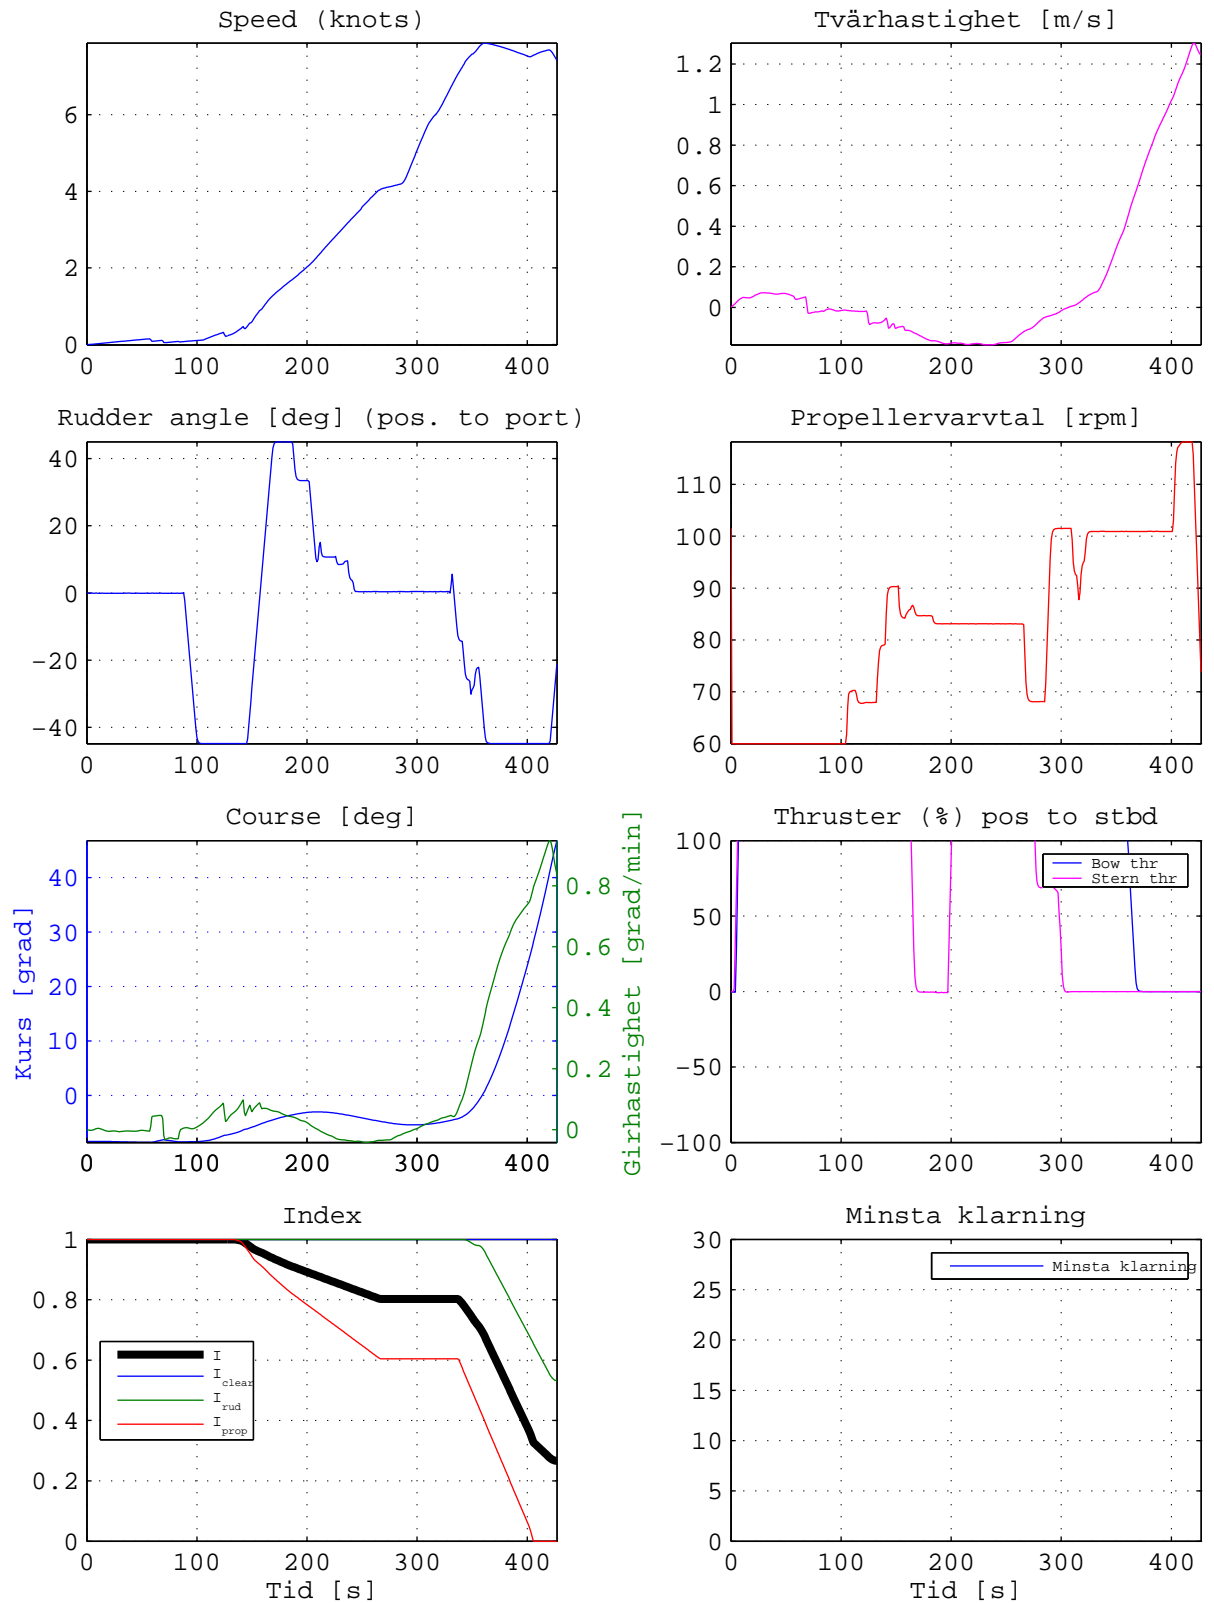 Speed (knots)
6
4
2
0
0 100 200 300 400
Tvärhastighet [m/s]
1.2
1
0.8
0.6
0.4
0.2
0
0 100 200 300 400
Rudder angle [deg] (pos. to port)
40
20
0
-20
-40
0 100 200 300 400
Propellervarvtal [rpm]
110
100
90
80
70
60
0 100 200 300 400
Course [deg]
Kurs [grad]
40
30
20
10
0
0.8
0.6
0.4
0.2
0
Girhastighet [grad/min]
0 100 200 300 400
Thruster (%) pos to stbd
100
50
0
-50
-100
Bow thr
Stern thr
0 100 200 300 400
Index
1
0.8
0.6
0.4
0.2
0
I
I clear
I rud
I prop
0 100 200 300 400
Tid [s]
Minsta klarning
30
25
20
15
10
5
0
Minsta klarning
0 100 200 300 400
Tid [s]